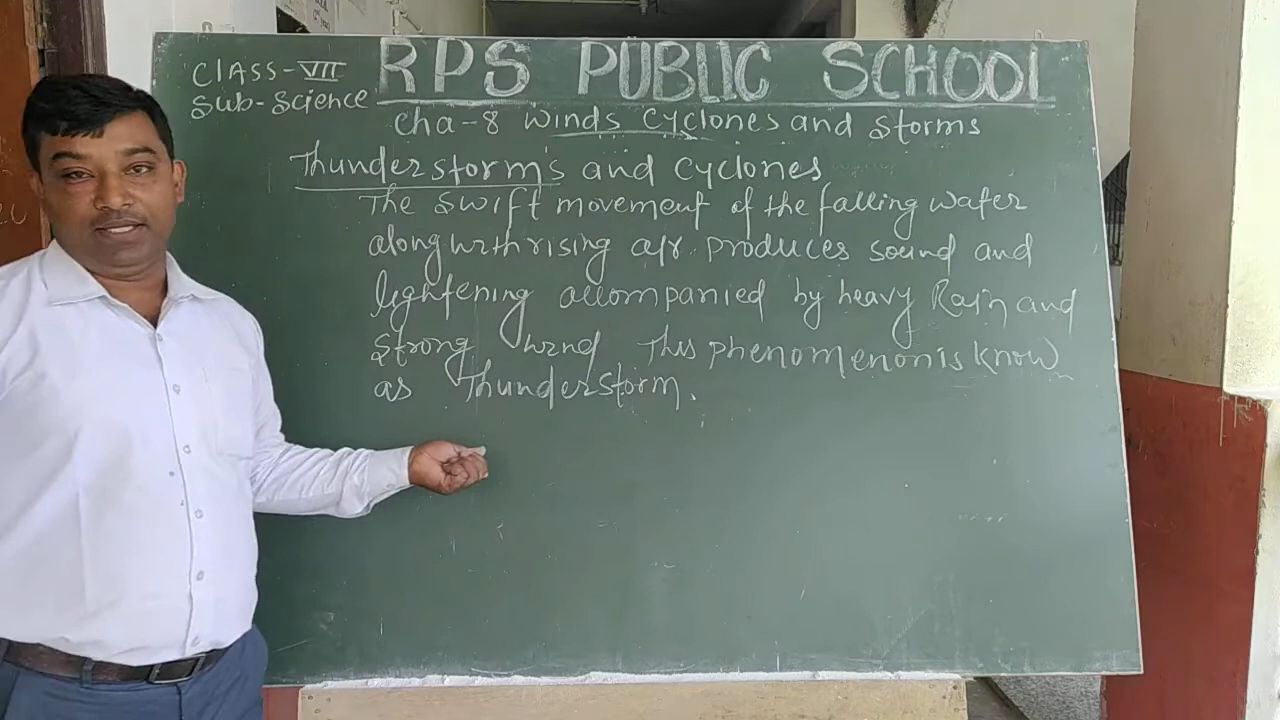 CLASS-VII
Sub-Science
RPS PUBLIC SCHOOL
Cha-8 Winds Cyclones and Storms
Thunderstorm's and Cyclones
The Swift movement of the falling water
along with rising air produces sound and
lightening accompanied by heavy Rain and
Strong wind This phenomenon is know
as Thunderstorm.